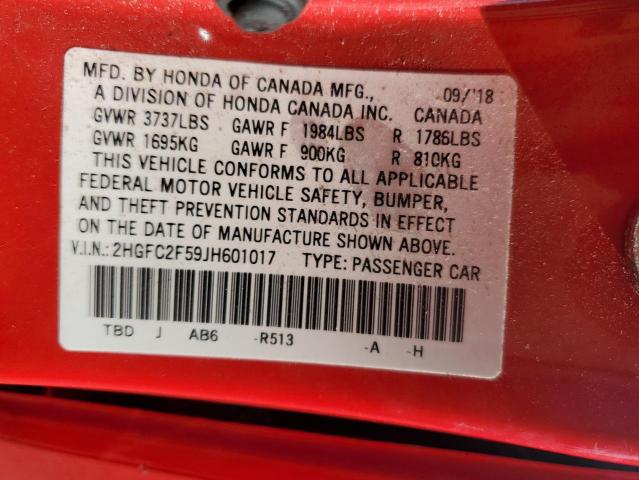 MFD. BY HONDA OF CANADA MFG., 09/'18
A DIVISION OF HONDA CANADA INC. CANADA
GVWR 3737LBS GAWR F 1984LBS R 1786LBS
GVWR 1695KG GAWR F 900KG R 810KG
THIS VEHICLE CONFORMS TO ALL APPLICABLE
FEDERAL MOTOR VEHICLE SAFETY, BUMPER,
AND THEFT PREVENTION STANDARDS IN EFFECT
ON THE DATE OF MANUFACTURE SHOWN ABOVE.
V.I.N.: 2HGFC2F59JH601017 TYPE: PASSENGER CAR
TBD J AB6 -R513 -A -H